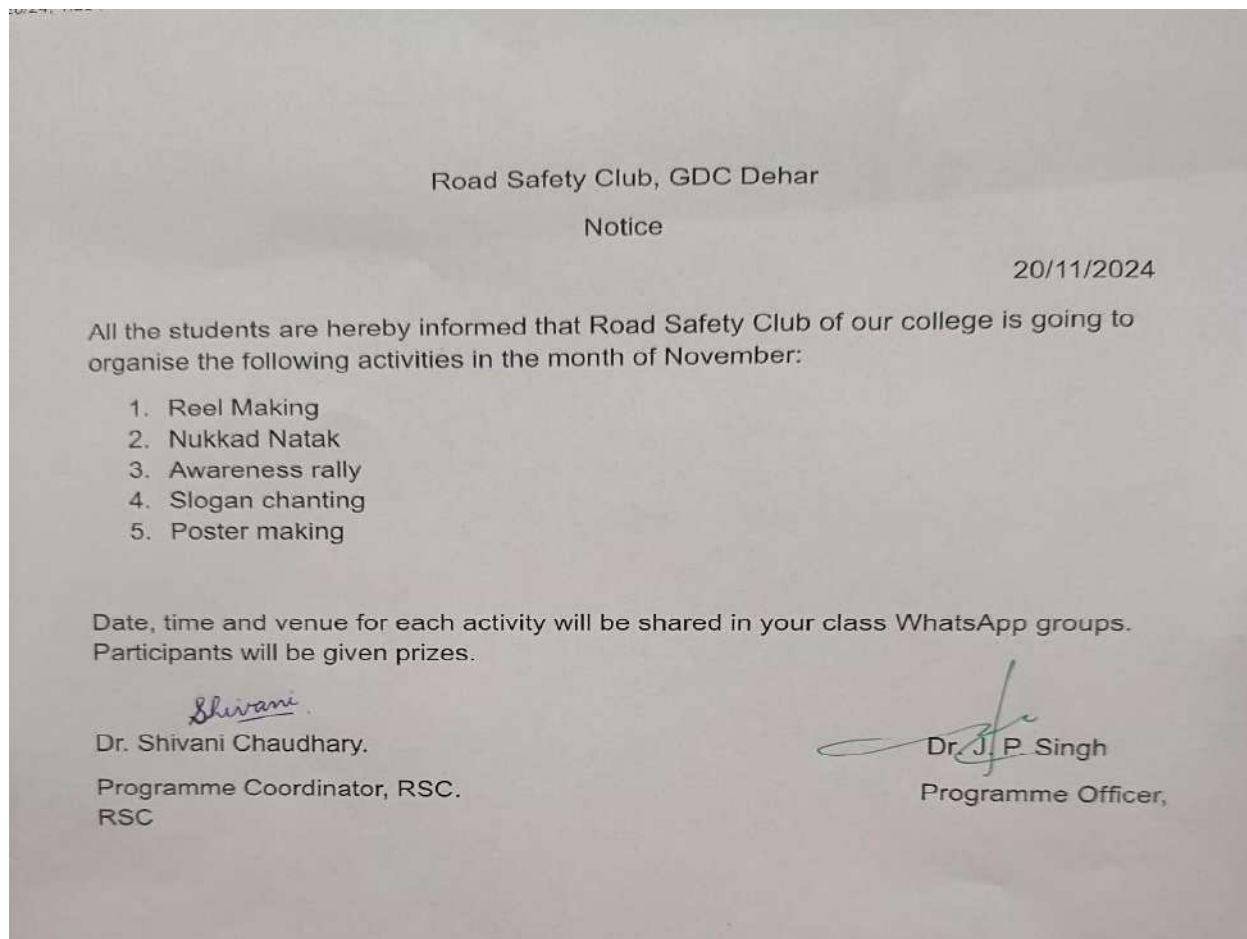 Road Safety Club, GDC Dehar
Notice
20/11/2024
All the students are hereby informed that Road Safety Club of our college is going to
organise the following activities in the month of November:
1. Reel Making
2. Nukkad Natak
3. Awareness rally
4. Slogan chanting
5. Poster making
Date, time and venue for each activity will be shared in your class WhatsApp groups.
Participants will be given prizes.
Shivani
Dr. Shivani Chaudhary.
Dr. J. P. Singh
Programme Coordinator, RSC.
Programme Officer,
RSC